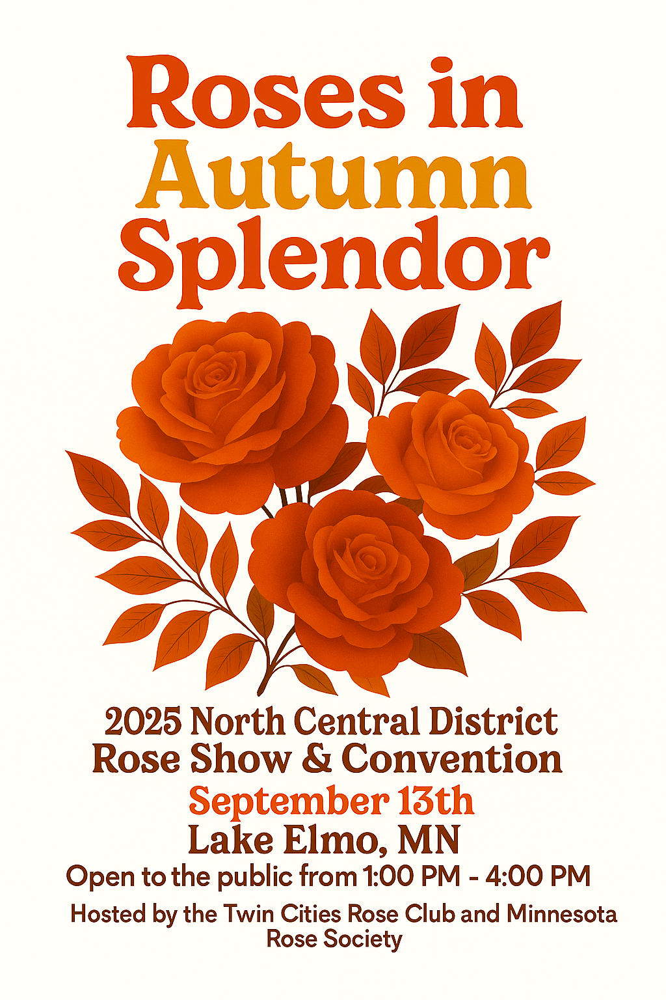 Roses in
Autumn
Splendor
2025 North Central District
Rose Show & Convention
September 13th
Lake Elmo, MN
Open to the public from 1:00 PM - 4:00 PM
Hosted by the Twin Cities Rose Club and Minnesota
Rose Society